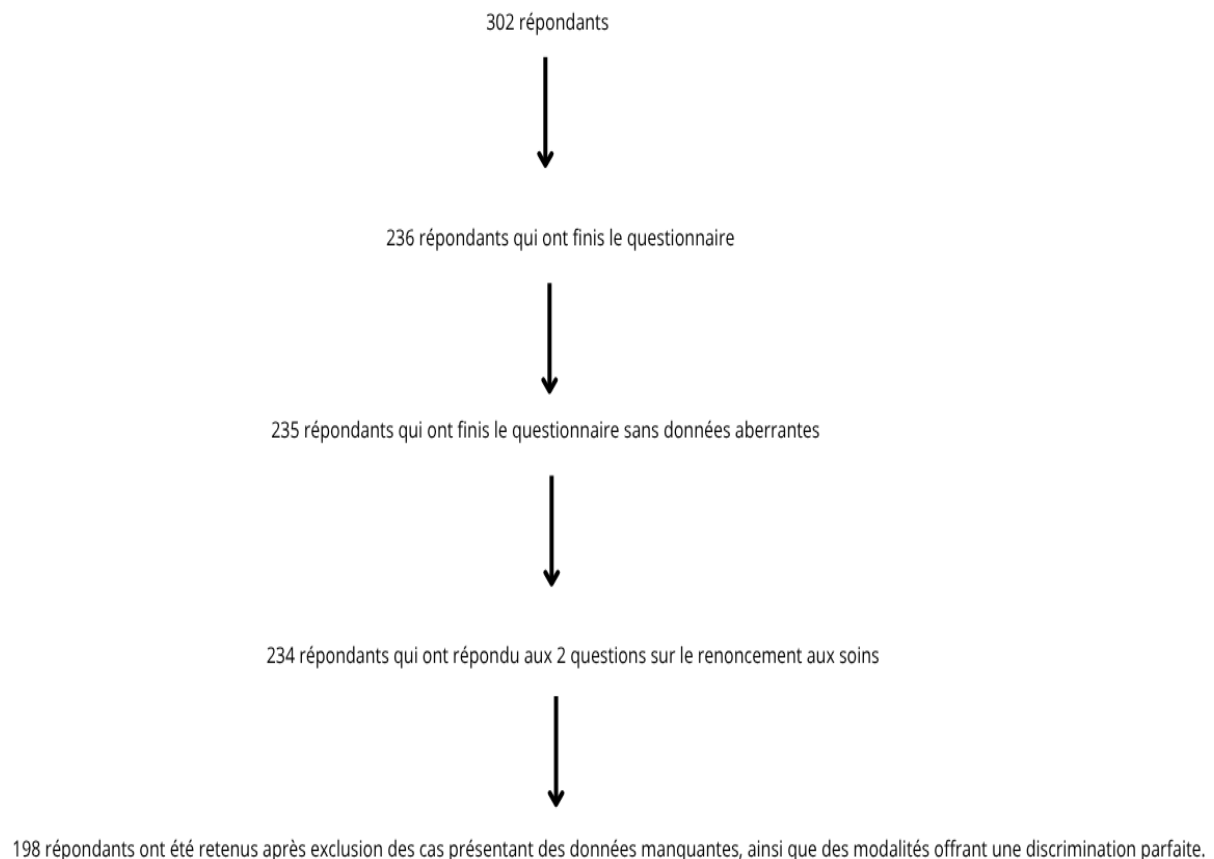 302 répondants
236 répondants qui ont finis le questionnaire
235 répondants qui ont finis le questionnaire sans données aberrantes
234 répondants qui ont répondu aux 2 questions sur le renoncement aux soins
198 répondants ont été retenus après exclusion des cas présentant des données manquantes, ainsi que des modalités offrant une discrimination parfaite.